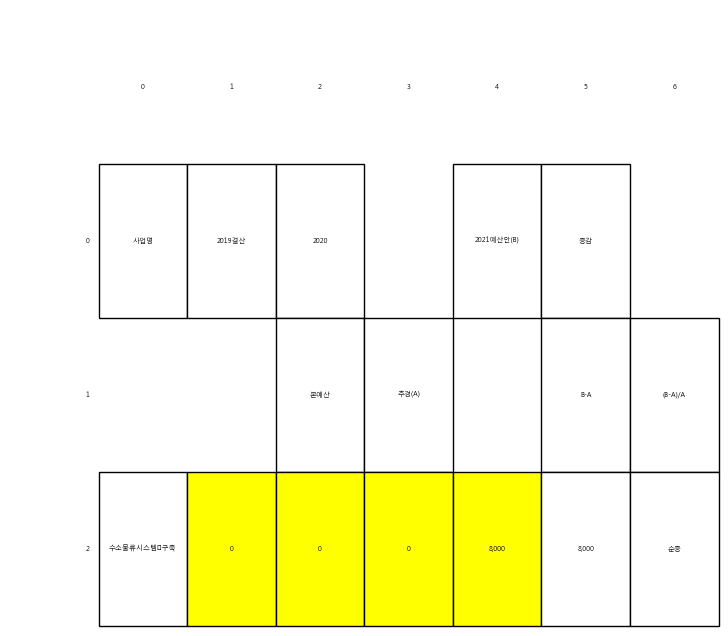 0 1 2 3 4 5 6
0 사업명 2019결산 2020 2021예산안(B) 증감
1 본예산 추경(A) B-A (B-A)/A
2 수소물류시스템 구축 0 0 0 8,000 8,000 순증